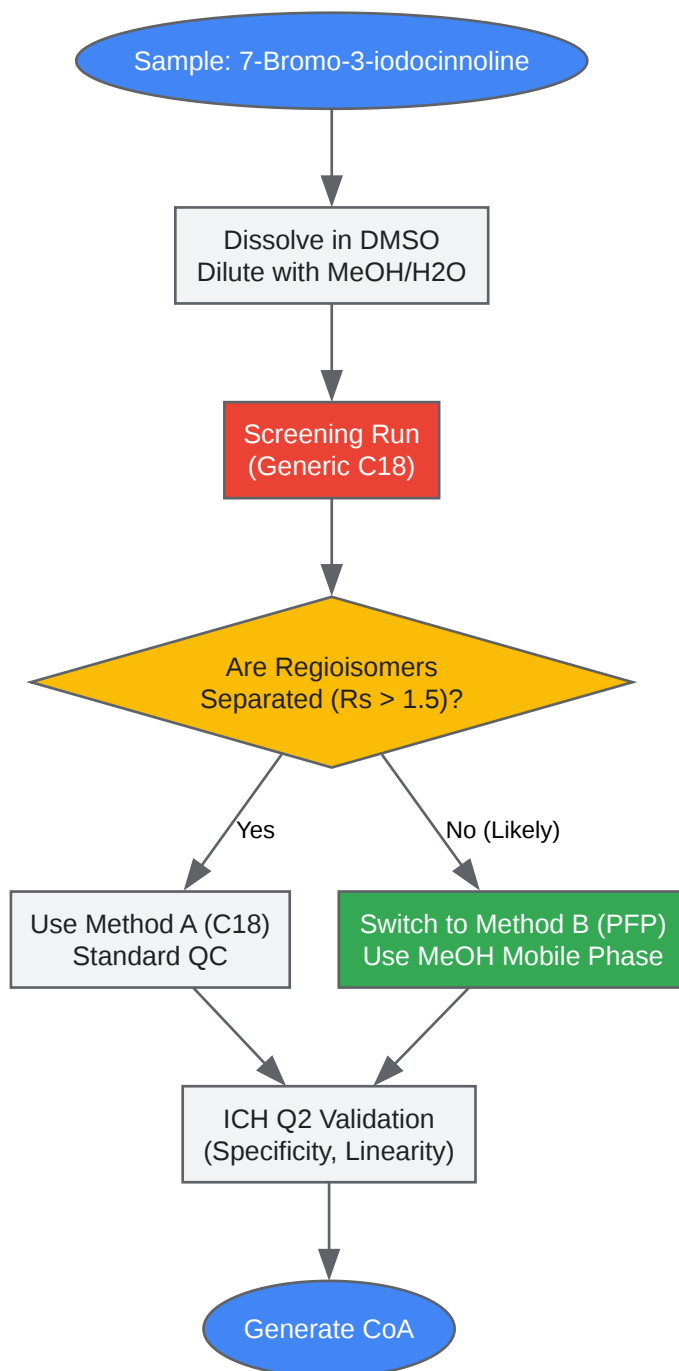 Sample: 7-Bromo-3-iodocinnoline
Dissolve in DMSO
Dilute with MeOH/H2O
Screening Run
(Generic C18)
Are Regioisomers
Separated (Rs > 1.5)?
Yes
No (Likely)
Use Method A (C18)
Standard QC
Switch to Method B (PFP)
Use MeOH Mobile Phase
ICH Q2 Validation
(Specificity, Linearity)
Generate CoA